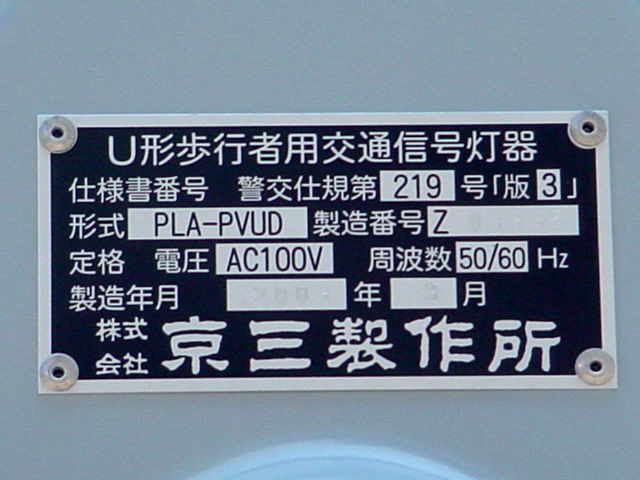 U形歩行者用交通信号灯器
仕様書番号 警交仕規第 219 号「版 3」
形式 PLA-PVUD 製造番号 Z
定格 電圧 AC100V 周波数 50/60 Hz
製造年月 年 月
株式会社 京三製作所